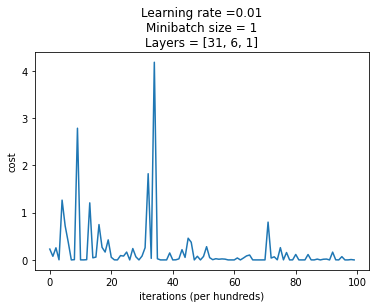 Learning rate =0.01
Minibatch size = 1
Layers = [31, 6, 1]
4
3
2
1
0
cost
0 20 40 60 80 100
iterations (per hundreds)